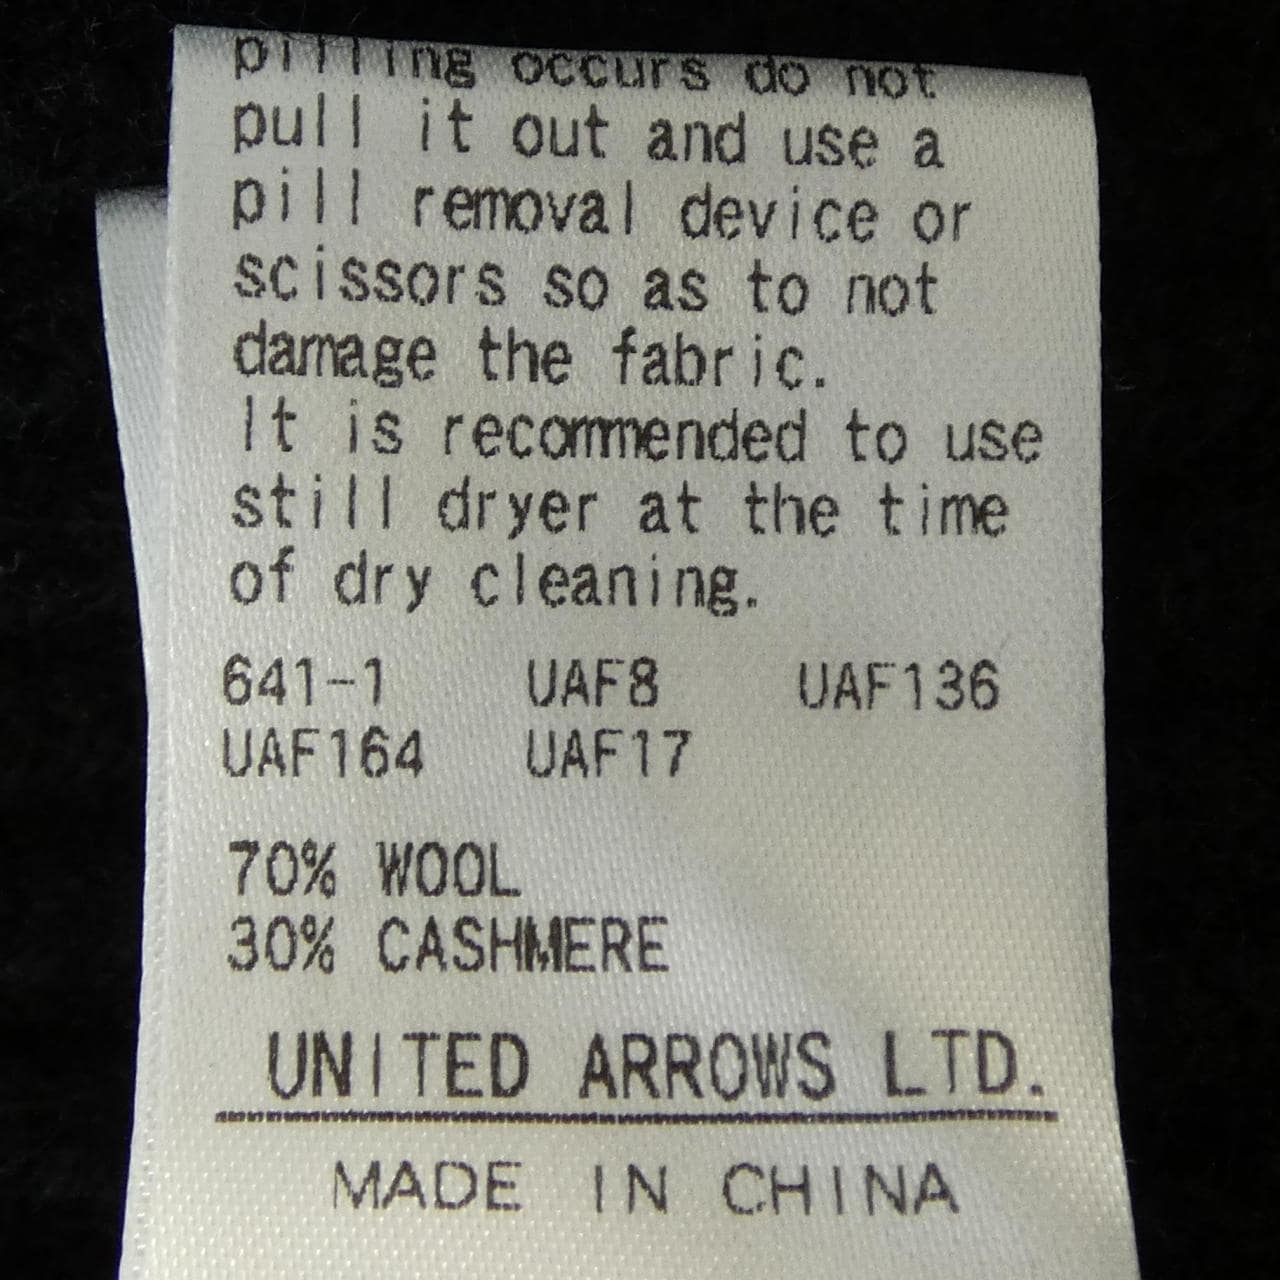 pilling occurs do not
pull it out and use a
pill removal device or
scissors so as to not
damage the fabric.
It is recommended to use
still dryer at the time
of dry cleaning.
641-1 UAF8 UAF136
UAF164 UAF17
70% WOOL
30% CASHMERE
UNITED ARROWS LTD.
MADE IN CHINA